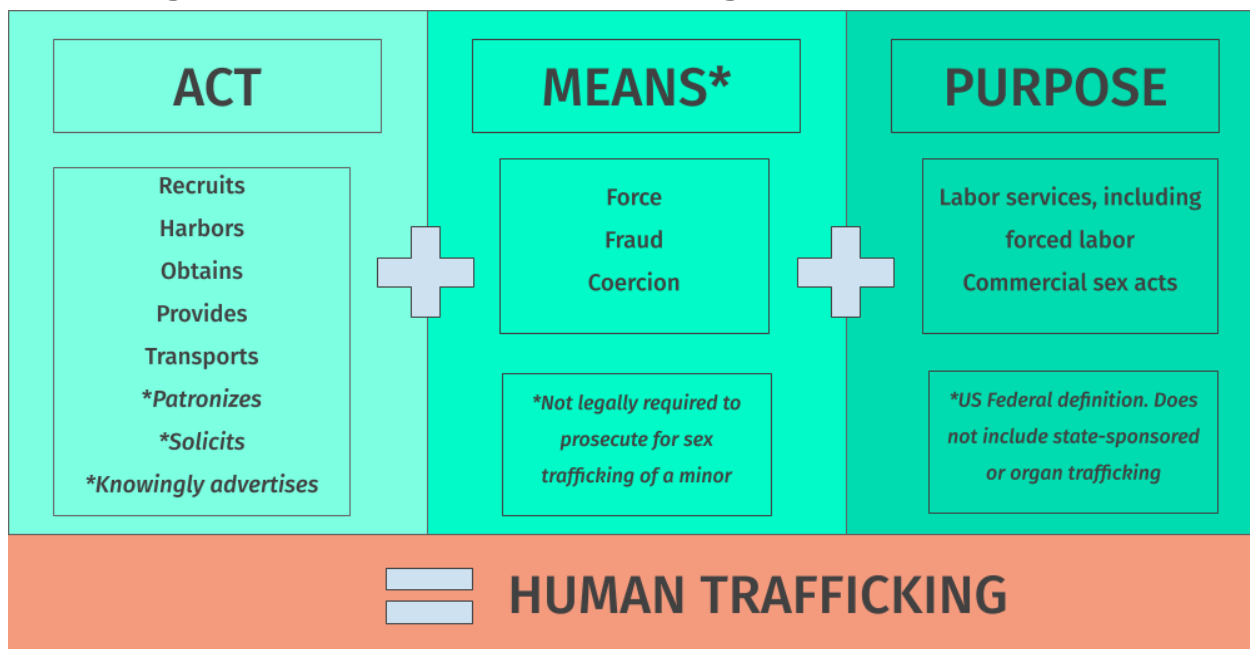 ACT
Recruits
Harbors
Obtains
Provides
Transports
*Patronizes
*Solicits
*Knowingly advertises
MEANS*
Force
Fraud
Coercion
*Not legally required to
prosecute for sex
trafficking of a minor
PURPOSE
Labor services, including
forced labor
Commercial sex acts
*US Federal definition. Does
not include state-sponsored
or organ trafficking
HUMAN TRAFFICKING